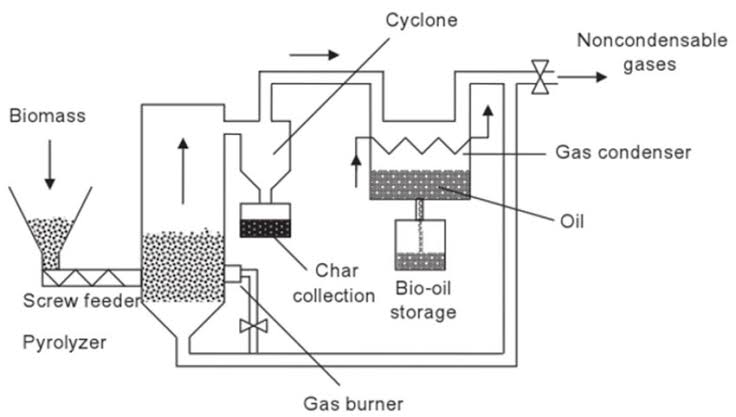 Cyclone
Noncondensable
gases
Biomass
Gas condenser
Oil
Char
collection
Bio-oil
storage
Screw feeder
Pyrolyzer
Gas burner